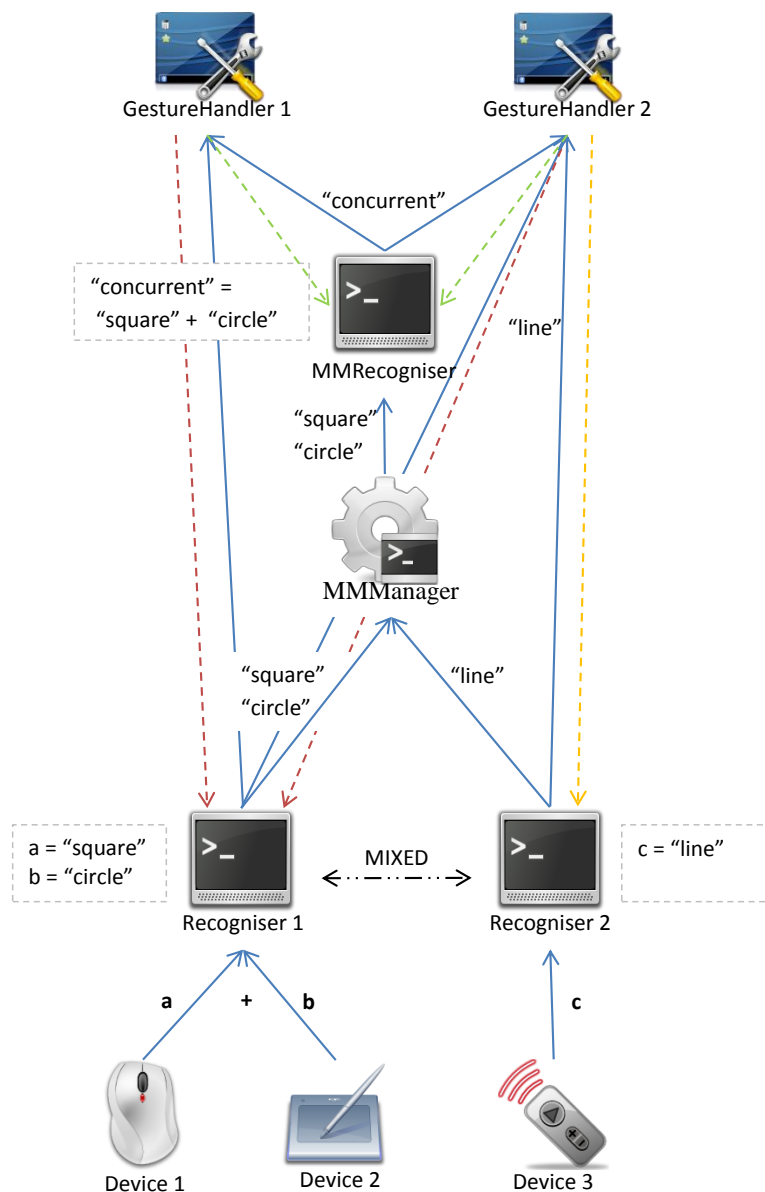 GestureHandler 1
GestureHandler 2
“concurrent”
“concurrent” =
“square” + “circle”
“line”
MMRecogniser
“square”
“circle”
MMManager
“square”
“circle”
“line”
a = “square”
b = “circle”
MIXED
c = “line”
Recogniser 1
Recogniser 2
a
+
b
c
Device 1
Device 2
Device 3